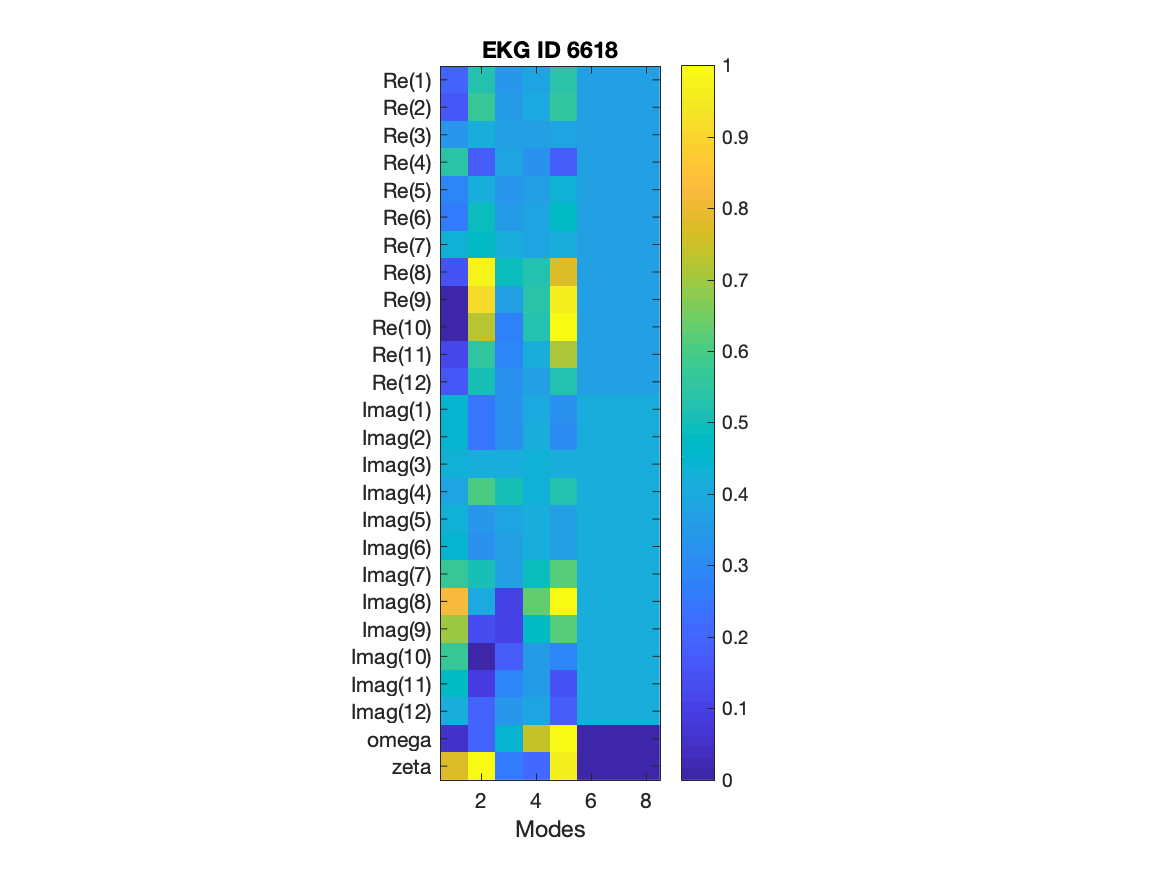 EKG ID 6618
Re(1)
Re(2)
Re(3)
Re(4)
Re(5)
Re(6)
Re(7)
Re(8)
Re(9)
Re(10)
Re(11)
Re(12)
Imag(1)
Imag(2)
Imag(3)
Imag(4)
Imag(5)
Imag(6)
Imag(7)
Imag(8)
Imag(9)
Imag(10)
Imag(11)
Imag(12)
omega
zeta
2 4 6 8
Modes
1
0.9
0.8
0.7
0.6
0.5
0.4
0.3
0.2
0.1
0